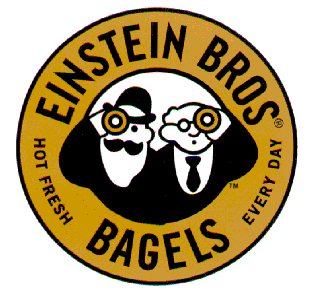 EINSTEIN BROS®
HOT FRESH
EVERY DAY
™
BAGELS